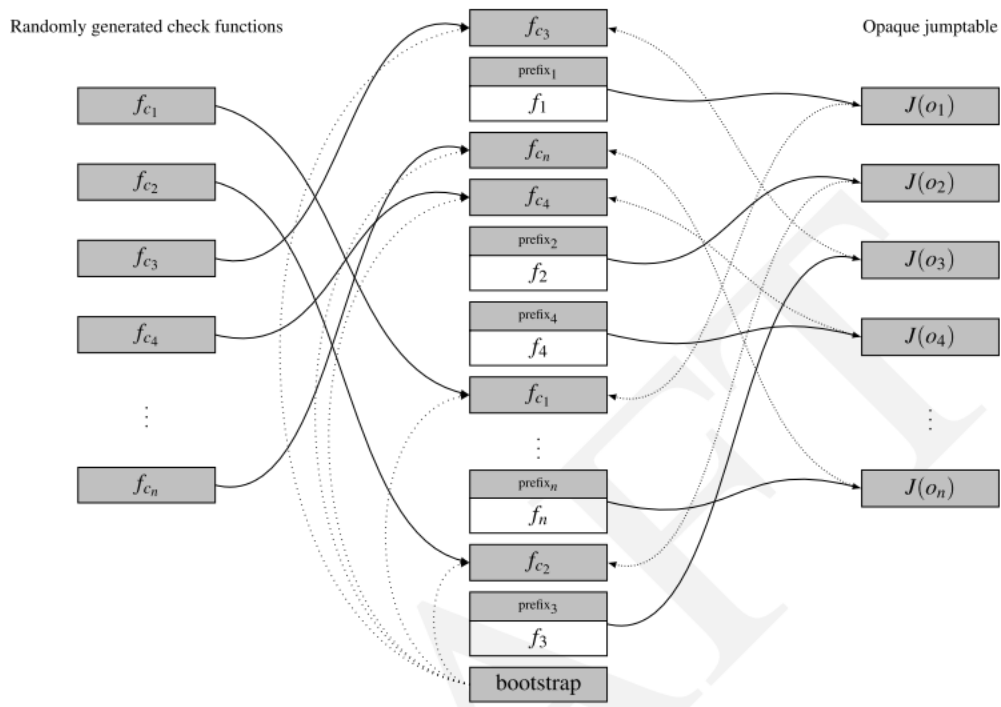 Randomly generated check functions
f_{c_1}
f_{c_2}
f_{c_3}
f_{c_4}
⋮
f_{c_n}
f_{c_3}
prefix_1
f_1
f_{c_n}
f_{c_4}
prefix_2
f_2
prefix_4
f_4
f_{c_1}
⋮
prefix_n
f_n
f_{c_2}
prefix_3
f_3
bootstrap
Opaque jumptable
J(o_1)
J(o_2)
J(o_3)
J(o_4)
⋮
J(o_n)